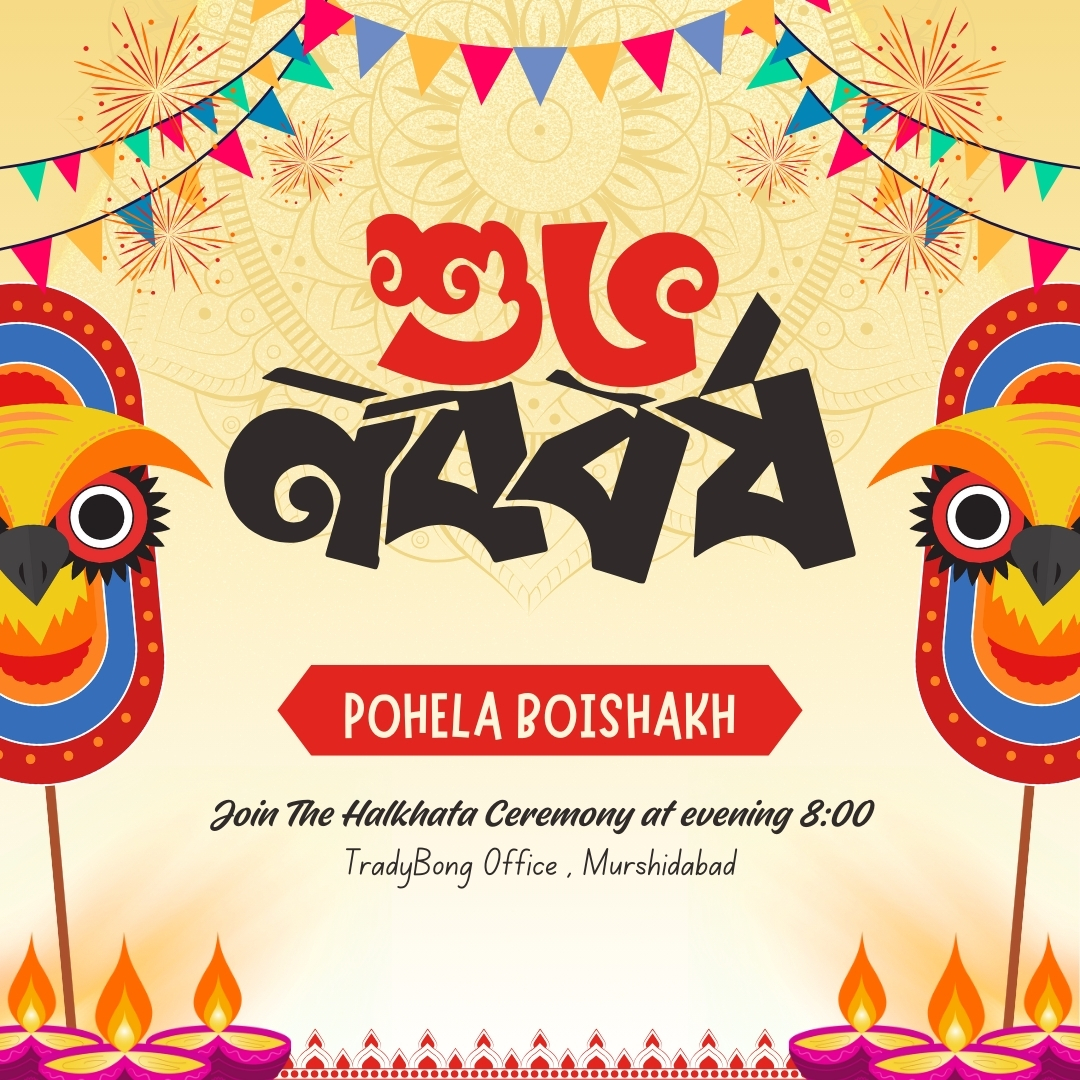 শুভ
নববর্ষ
POHELA BOISHAKH
Join The Halkhata Ceremony at evening 8:00
TradyBong Office , Murshidabad